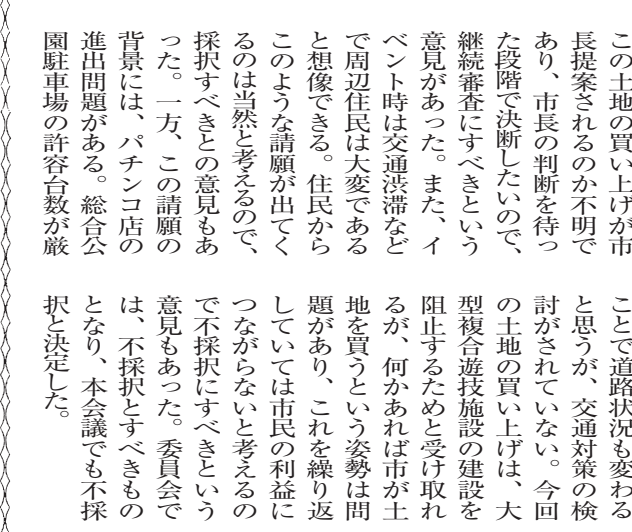 この土地の買い上げが市
長提案されるのか不明で
あり、市長の判断を待っ
た段階で決断したいので、
継続審査にすべきという
意見があった。また、イ
ベント時は交通渋滞など
で周辺住民は大変である
と想像できる。住民から
このような請願が出てく
るのは当然と考えるので、
採択すべきとの意見もあ
った。一方、この請願の
背景には、パチンコ店の
進出問題がある。総合公
園駐車場の許容台数が厳
ことで道路状況も変わる
と思うが、交通対策の検
討がされていない。今回
の土地の買い上げは、大
型複合遊技施設の建設を
阻止するためと受け取れ
るが、何かあれば市が土
地を買うという姿勢は問
題があり、これを繰り返
していては市民の利益に
つながらないと考えるの
で不採択にすべきという
意見もあった。委員会で
は、不採択とすべきもの
となり、本会議でも不採
択と決定した。